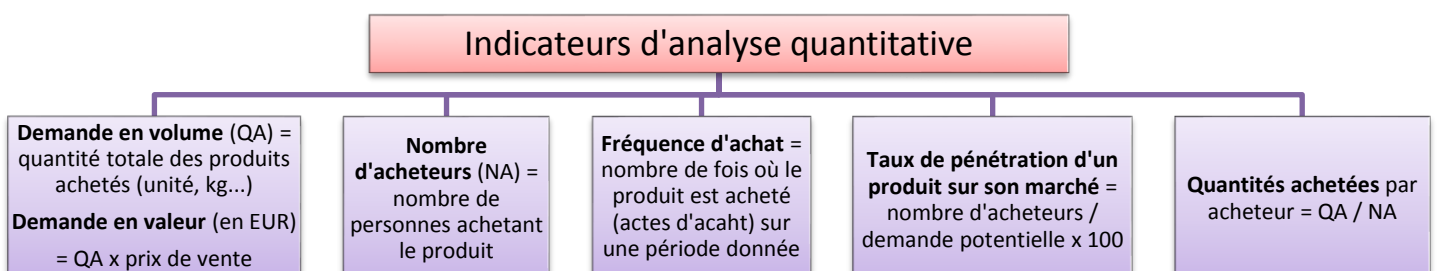 Indicateurs d'analyse quantitative
Demande en volume (QA) =
quantité totale des produits
achetés (unité, kg...)
Demande en valeur (en EUR)
= QA x prix de vente
Nombre
d'acheteurs (NA) =
nombre de
personnes achetant
le produit
Fréquence d'achat =
nombre de fois où le
produit est acheté
(actes d'acaht) sur
une période donnée
Taux de pénétration d'un
produit sur son marché =
nombre d'acheteurs /
demande potentielle x 100
Quantités achetées par
acheteur = QA / NA